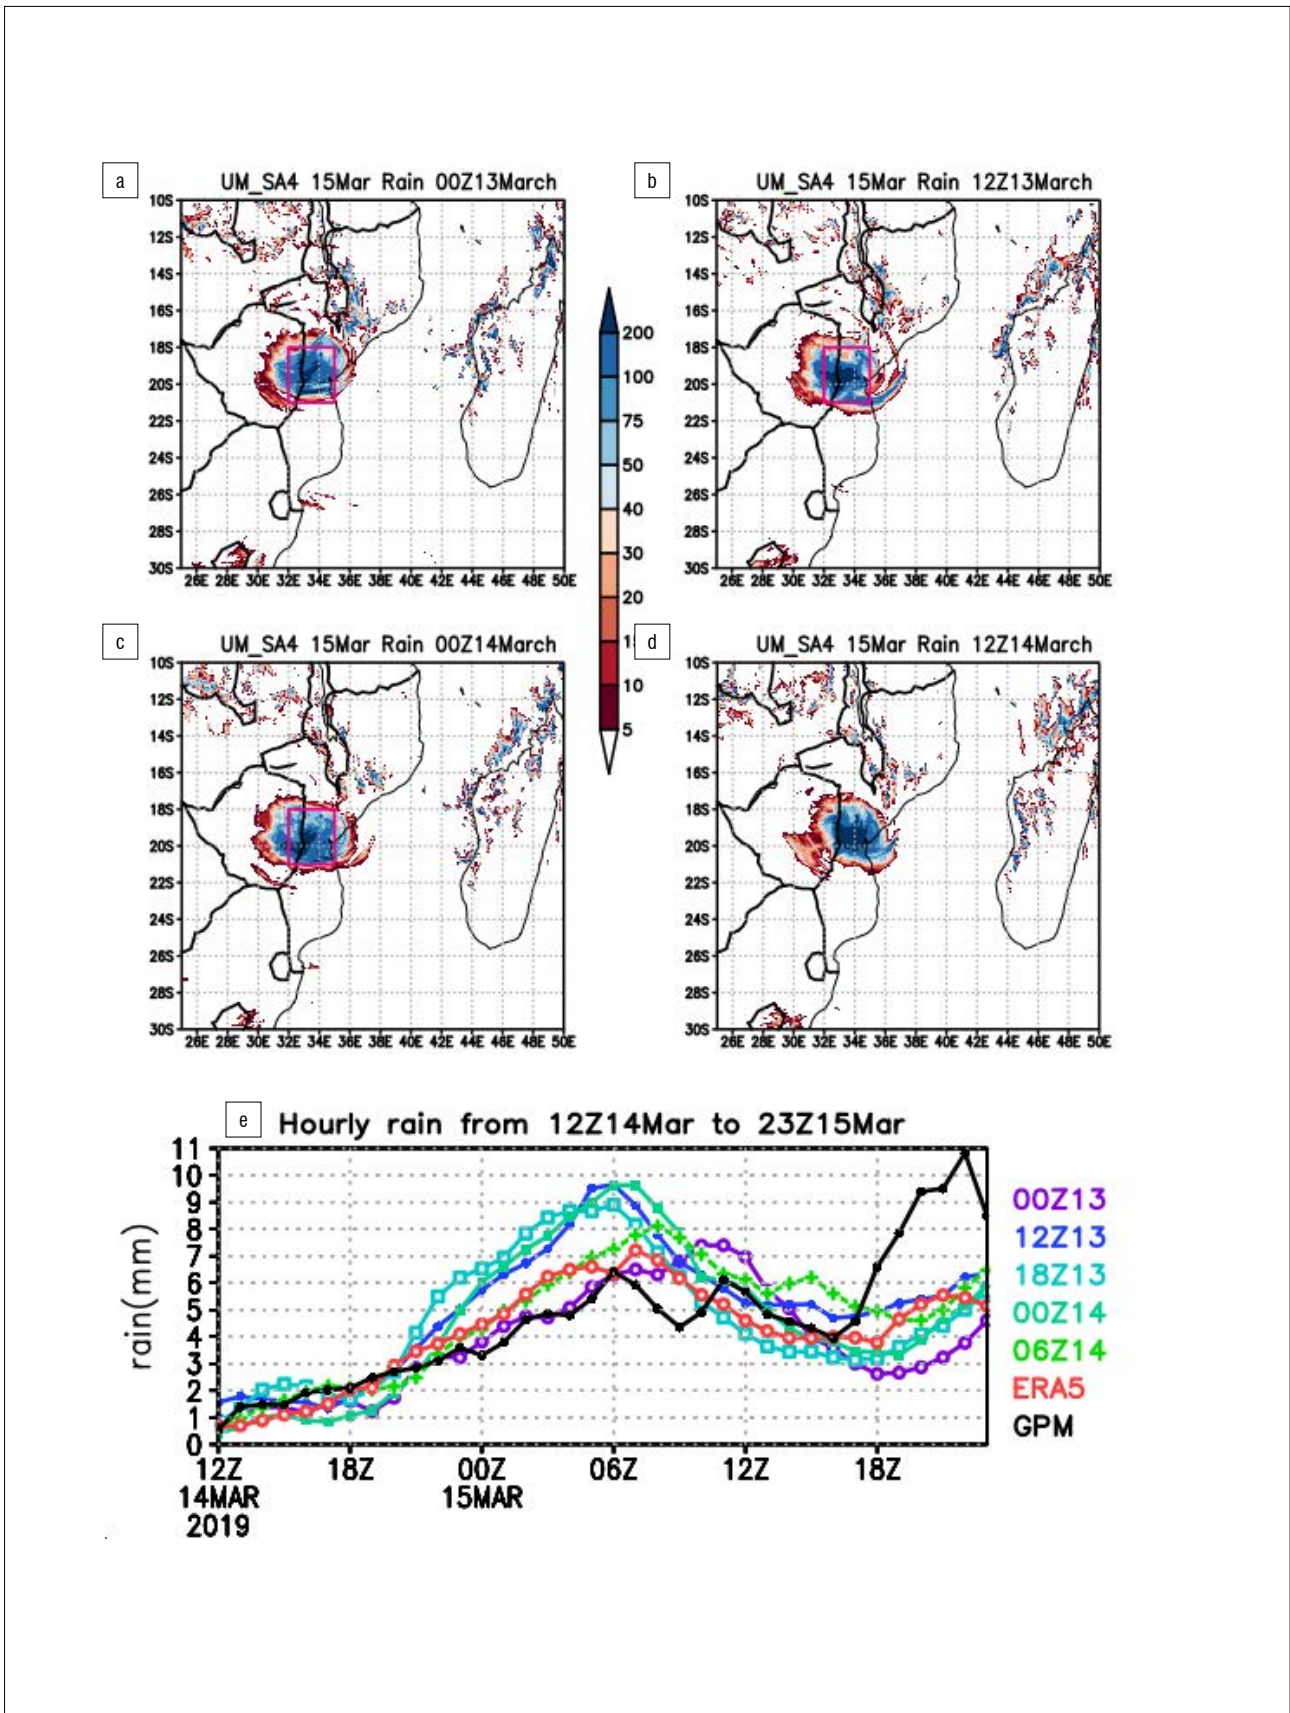 a
UM_SA4 15Mar Rain 00Z13March
10S
12S
14S
16S
18S
20S
22S
24S
26S
28S
30S
26E 28E 30E 32E 34E 36E 38E 40E 42E 44E 46E 48E 50E
b
UM_SA4 15Mar Rain 12Z13March
10S
12S
14S
16S
18S
20S
22S
24S
26S
28S
30S
26E 28E 30E 32E 34E 36E 38E 40E 42E 44E 46E 48E 50E
200
100
75
50
40
30
20
10
5
c
UM_SA4 15Mar Rain 00Z14March
10S
12S
14S
16S
18S
20S
22S
24S
26S
28S
30S
26E 28E 30E 32E 34E 36E 38E 40E 42E 44E 46E 48E 50E
d
UM_SA4 15Mar Rain 12Z14March
10S
12S
14S
16S
18S
20S
22S
24S
26S
28S
30S
26E 28E 30E 32E 34E 36E 38E 40E 42E 44E 46E 48E 50E
e
Hourly rain from 12Z14Mar to 23Z15Mar
rain(mm)
11
10
9
8
7
6
5
4
3
2
1
0
12Z 18Z 00Z 06Z 12Z 18Z
14MAR 15MAR
2019
00Z13
12Z13
18Z13
00Z14
06Z14
ERA5
GPM